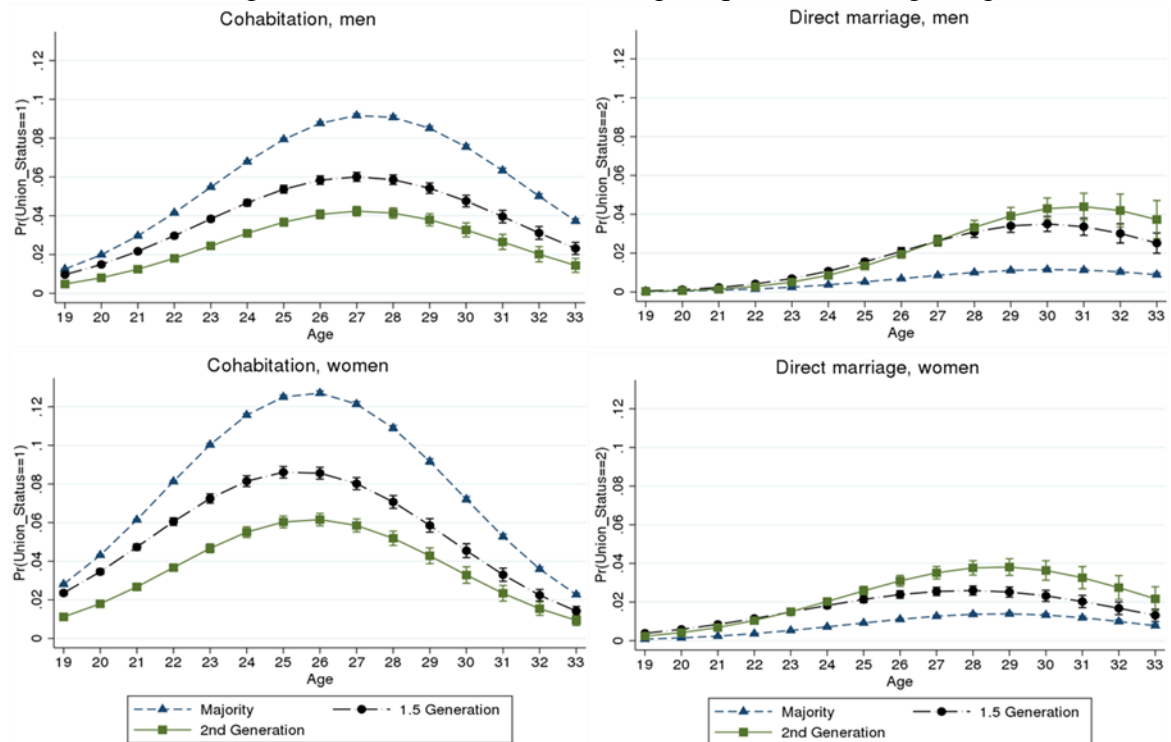 Cohabitation, men
Pr(Union_Status==1)
0 .02 .04 .06 .08 .1 .12
19 20 21 22 23 24 25 26 27 28 29 30 31 32 33
Age
Direct marriage, men
Pr(Union_Status==2)
0 .02 .04 .06 .08 .1 .12
19 20 21 22 23 24 25 26 27 28 29 30 31 32 33
Age
Cohabitation, women
Pr(Union_Status==1)
0 .02 .04 .06 .08 .1 .12
19 20 21 22 23 24 25 26 27 28 29 30 31 32 33
Age
Direct marriage, women
Pr(Union_Status==2)
0 .02 .04 .06 .08 .1 .12
19 20 21 22 23 24 25 26 27 28 29 30 31 32 33
Age
Majority 1.5 Generation
2nd Generation
Majority 1.5 Generation
2nd Generation